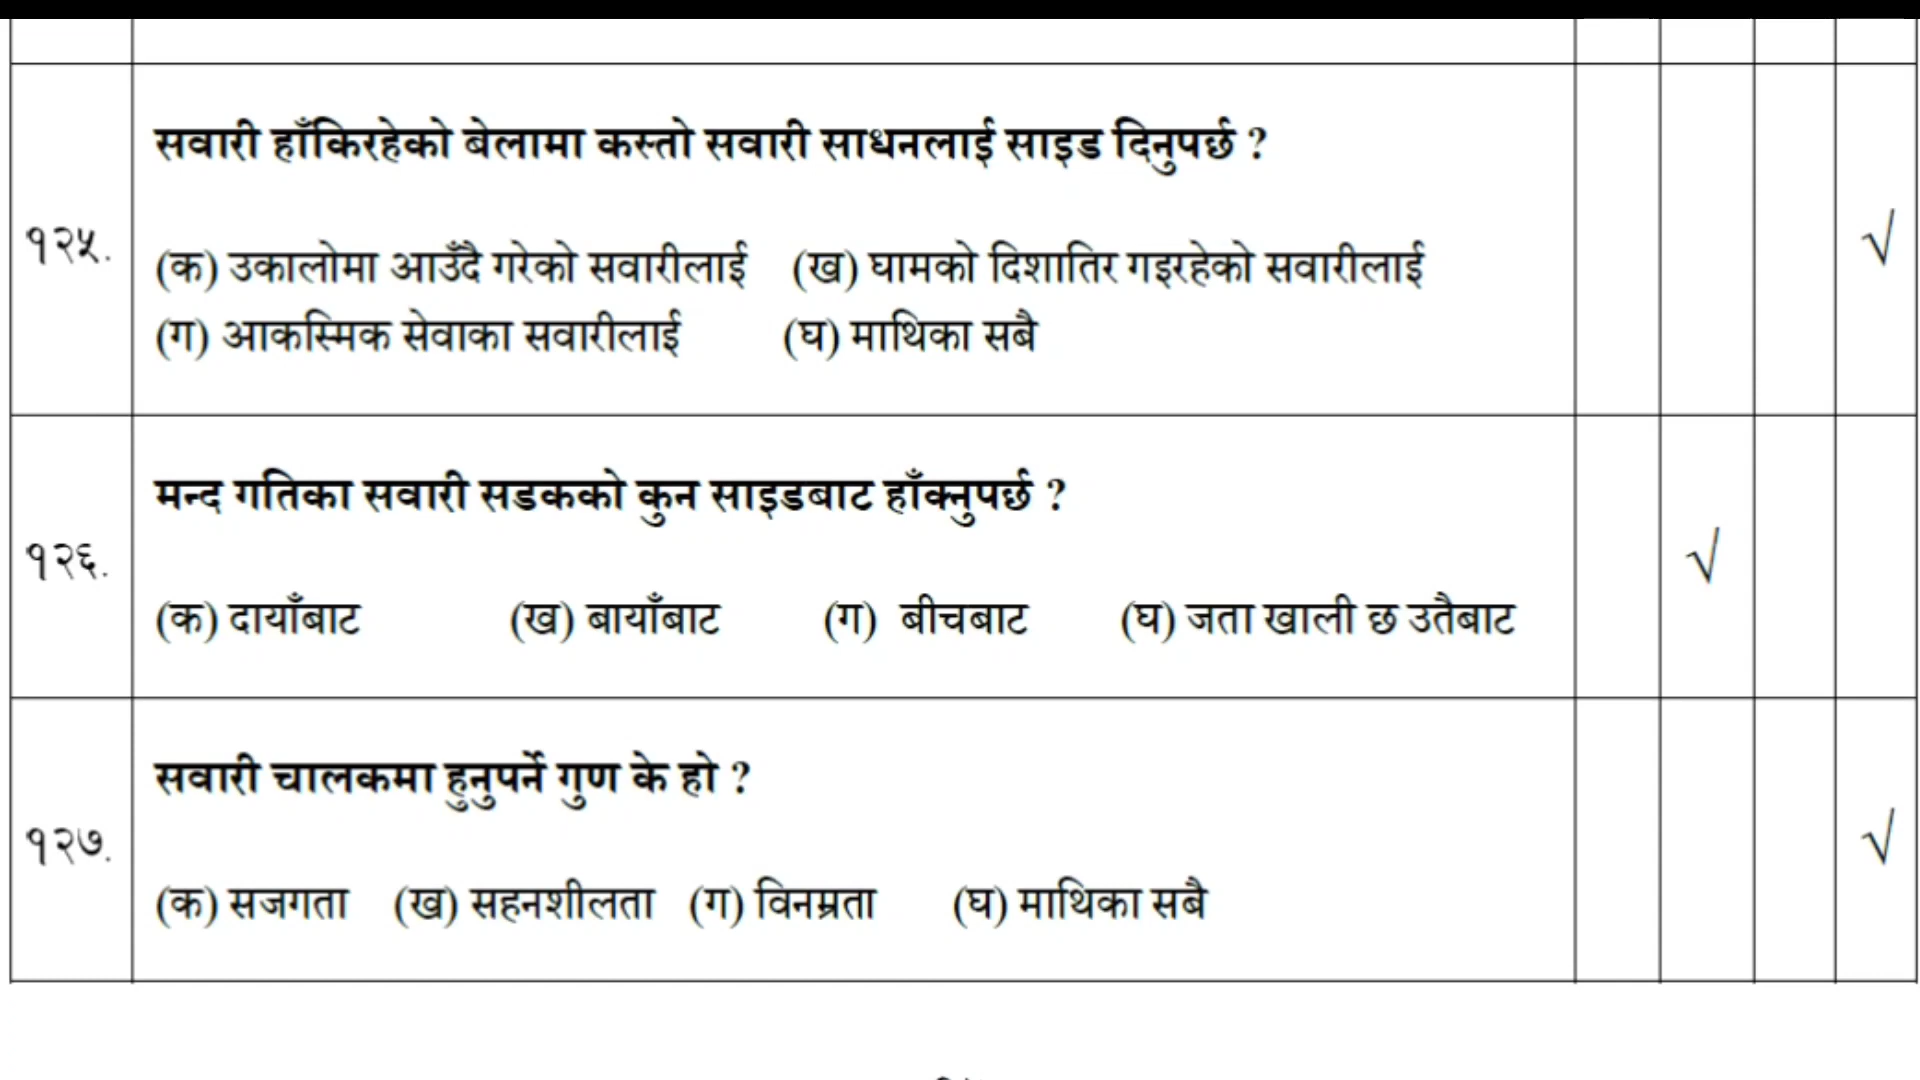 सवारी हाँकिरहेको बेलामा कस्तो सवारी साधनलाई साइड दिनुपर्छ ?
१२५.
(क) उकालोमा आउँदै गरेको सवारीलाई (ख) घामको दिशातिर गइरहेको सवारीलाई √
(ग) आकस्मिक सेवाका सवारीलाई (घ) माथिका सबै
मन्द गतिका सवारी सडकको कुन साइडबाट हाँक्नुपर्छ ?
१२६. √
(क) दायाँबाट (ख) बायाँबाट (ग) बीचबाट (घ) जता खाली छ उतैबाट
सवारी चालकमा हुनुपर्ने गुण के हो ?
१२७. √
(क) सजगता (ख) सहनशीलता (ग) विनम्रता (घ) माथिका सबै